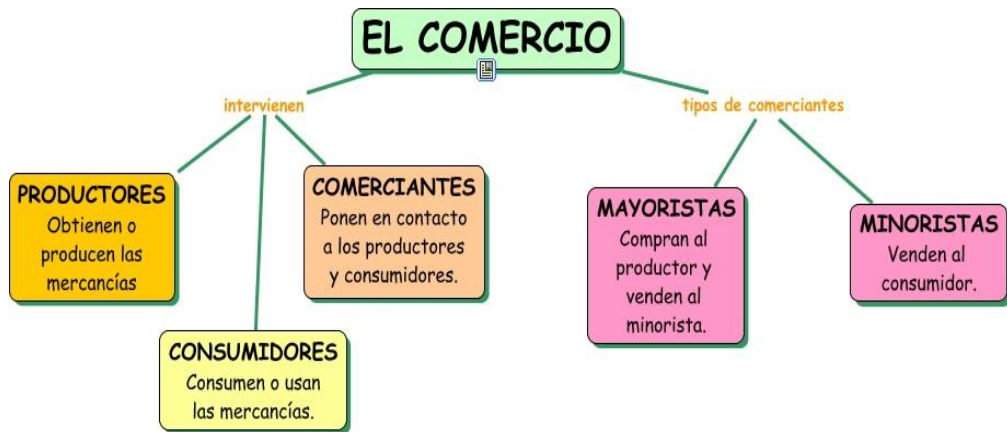 EL COMERCIO
intervienen
tipos de comerciantes
PRODUCTORES
Obtienen o
producen las
mercancías
COMERCIANTES
Ponen en contacto
a los productores
y consumidores.
CONSUMIDORES
Consumen o usan
las mercancías.
MAYORISTAS
Compran al
productor y
venden al
minorista.
MINORISTAS
Venden al
consumidor.